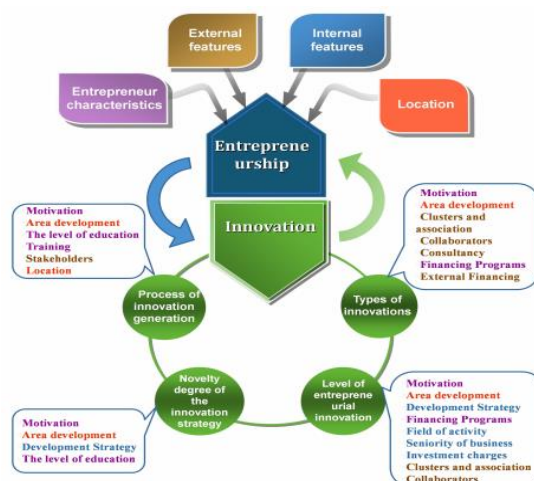 External
features
Internal
features
Entrepreneur
characteristics
Location
Entreprene
urship
Innovation
Motivation
Area development
The level of education
Training
Stakeholders
Location
Motivation
Area development
Clusters and
association
Collaborators
Consultancy
Financing Programs
External Financing
Process of
innovation
generation
Types of
innovations
Novelty degree
of the
innovation
strategy
Level of
entreprene
urial
innovation
Motivation
Area development
Development Strategy
The level of education
Motivation
Area development
Development Strategy
Financing Programs
Field of activity
Seniority of business
Investment charges
Clusters and association
Collaborators